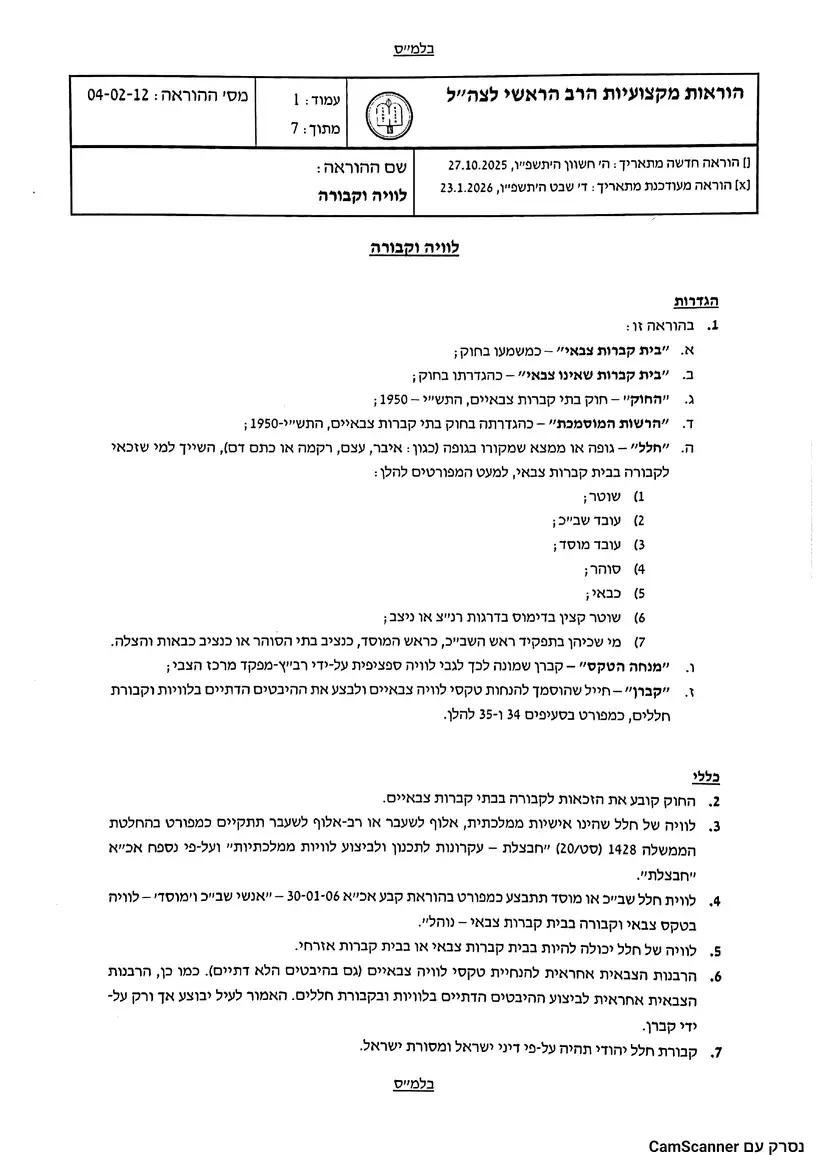 בלמ״ס
הוראות מקצועיות הרב הראשי לצה״ל
עמוד: 1
מתוך: 7
מס׳ ההוראה: 04-02-12
[] הוראה חדשה מתאריך: ה׳ חשוון ה׳תשפ״ו, 27.10.2025
[x] הוראה מעודכנת מתאריך: ד׳ שבט ה׳תשפ״ו, 23.1.2026
שם ההוראה:
לוויה וקבורה
לוויה וקבורה
הגדרות
1. בהוראה זו:
א. ״בית קברות צבאי״ – כמשמעו בחוק;
ב. ״בית קברות שאינו צבאי״ – כהגדרתו בחוק;
ג. ״החוק״ – חוק בתי קברות צבאיים, התש״י – 1950;
ד. ״הרשות המוסמכת״ – כהגדרתה בחוק בתי קברות צבאיים, התש״י-1950;
ה. ״חלל״ – גופה או ממצא שמקורו בגופה (כגון: איבר, עצם, רקמה או כתם דם), השייך למי שזכאי
לקבורה בבית קברות צבאי, למעט המפורטים להלן:
1) שוטר;
2) עובד שב״כ;
3) עובד מוסד;
4) סוהר;
5) כבאי;
6) שוטר קצין בדימוס בדרגות רנ״צ או ניצב;
7) מי שכיהן בתפקיד ראש השב״כ, כראש המוסד, כנציב בתי הסוהר או כנציב כבאות והצלה.
ו. ״מנחה הטקס״ – קברן שמונה לכך לגבי לוויה ספציפית על-ידי רב״ץ-מפקד מרכז הצבי;
ז. ״קברן״ – חייל שהוסמך להנחות טקסי לוויה צבאיים ולבצע את ההיבטים הדתיים בלוויות וקבורת
חללים, כמפורט בסעיפים 34 ו-35 להלן.
כללי
2. החוק קובע את הזכאות לקבורה בבתי קברות צבאיים.
3. לוויה של חלל שהינו אישיות ממלכתית, אלוף לשעבר או רב-אלוף לשעבר תתקיים כמפורט בהחלטת
הממשלה 1428 (סט/20) ״חבצלת – עקרונות לתכנון ולביצוע לוויות ממלכתיות״ ועל-פי נספח אכ״א
״חבצלת״.
4. לווית חלל שב״כ או מוסד תתבצע כמפורט בהוראת קבע אכ״א 30-01-06 – ״אנשי שב״כ ו׳מוסד׳ – לוויה
בטקס צבאי וקבורה בבית קברות צבאי – נוהל״.
5. לוויה של חלל יכולה להיות בבית קברות צבאי או בבית קברות אזרחי.
6. הרבנות הצבאית אחראית להנחיית טקסי לוויה צבאיים (גם בהיבטים הלא דתיים). כמו כן, הרבנות
הצבאית אחראית לביצוע ההיבטים הדתיים בלוויות ובקבורת חללים. האמור לעיל יבוצע אך ורק על-
ידי קברן.
7. קבורת חלל יהודי תהיה על-פי דיני ישראל ומסורת ישראל.
בלמ״ס
נסרק עם CamScanner